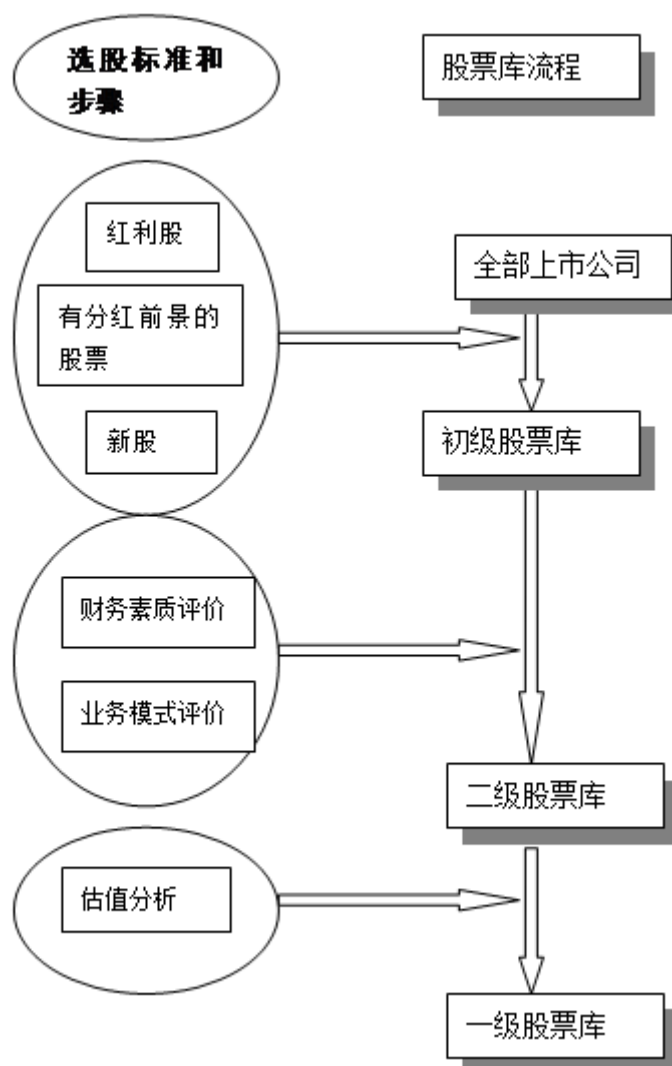 选股标准和
步骤
股票库流程
红利股
全部上市公司
有分红前景的
股票
新股
初级股票库
财务素质评价
业务模式评价
二级股票库
估值分析
一级股票库